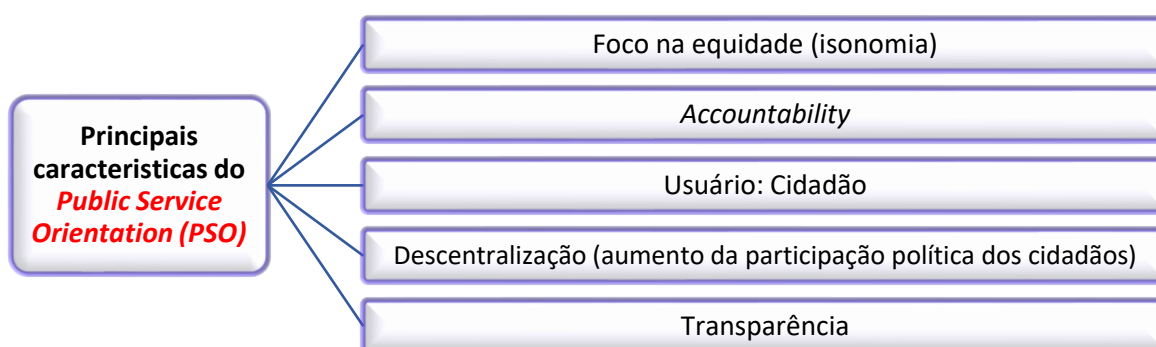 Principais
caracteristicas do
Public Service
Orientation (PSO)
Foco na equidade (isonomia)
Accountability
Usuário: Cidadão
Descentralização (aumento da participação política dos cidadãos)
Transparência